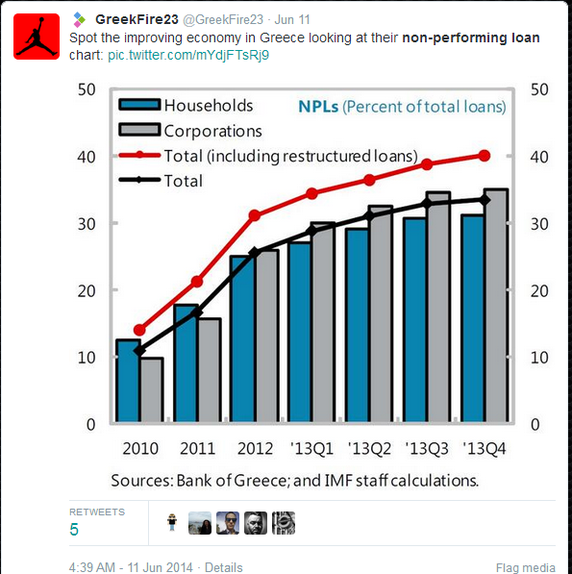 GreekFire23 @GreekFire23 · Jun 11
Spot the improving economy in Greece looking at their non-performing loan
chart: pic.twitter.com/mYdjFTsRj9
50 50
Households NPLs (Percent of total loans)
Corporations
40 Total (including restructured loans) 40
Total
30 30
20 20
10 10
0 0
2010 2011 2012 '13Q1 '13Q2 '13Q3 '13Q4
Sources: Bank of Greece; and IMF staff calculations.
RETWEETS
5
4:39 AM - 11 Jun 2014 · Details Flag media